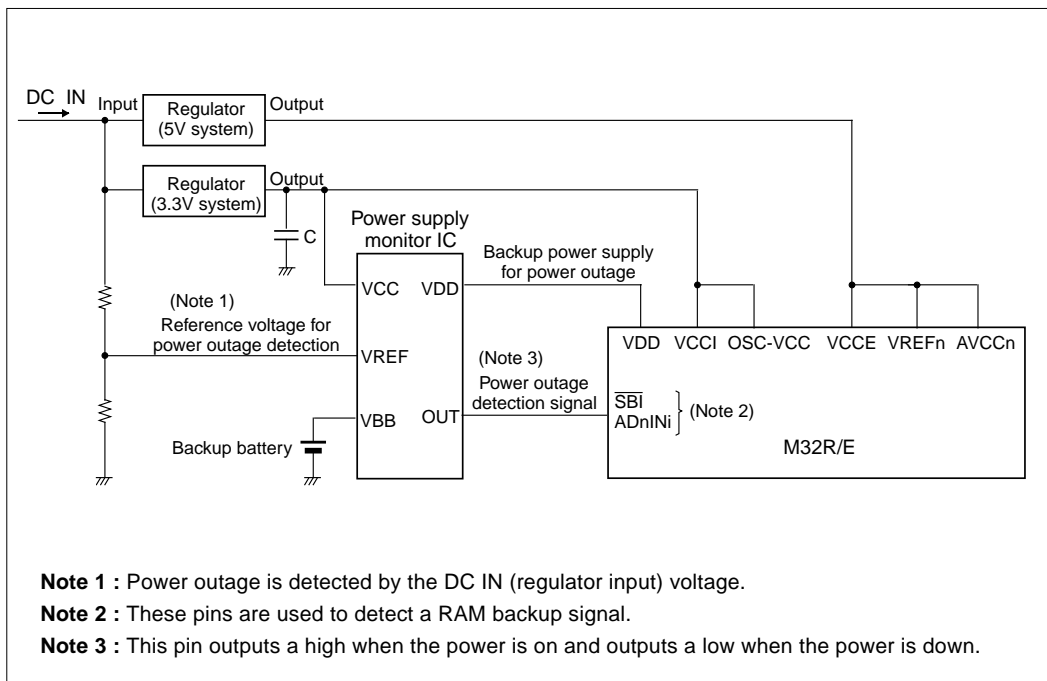 DC IN
Input
Regulator
(5V system)
Output
Regulator
(3.3V system)
Output
C
Power supply
monitor IC
VCC
VDD
VREF
VBB
OUT
Backup power supply
for power outage
(Note 1)
Reference voltage for
power outage detection
(Note 3)
Power outage
detection signal
Backup battery
VDD VCCI OSC-VCC VCCE VREFn AVCCn
SBI
ADnINi
(Note 2)
M32R/E
Note 1 : Power outage is detected by the DC IN (regulator input) voltage.
Note 2 : These pins are used to detect a RAM backup signal.
Note 3 : This pin outputs a high when the power is on and outputs a low when the power is down.